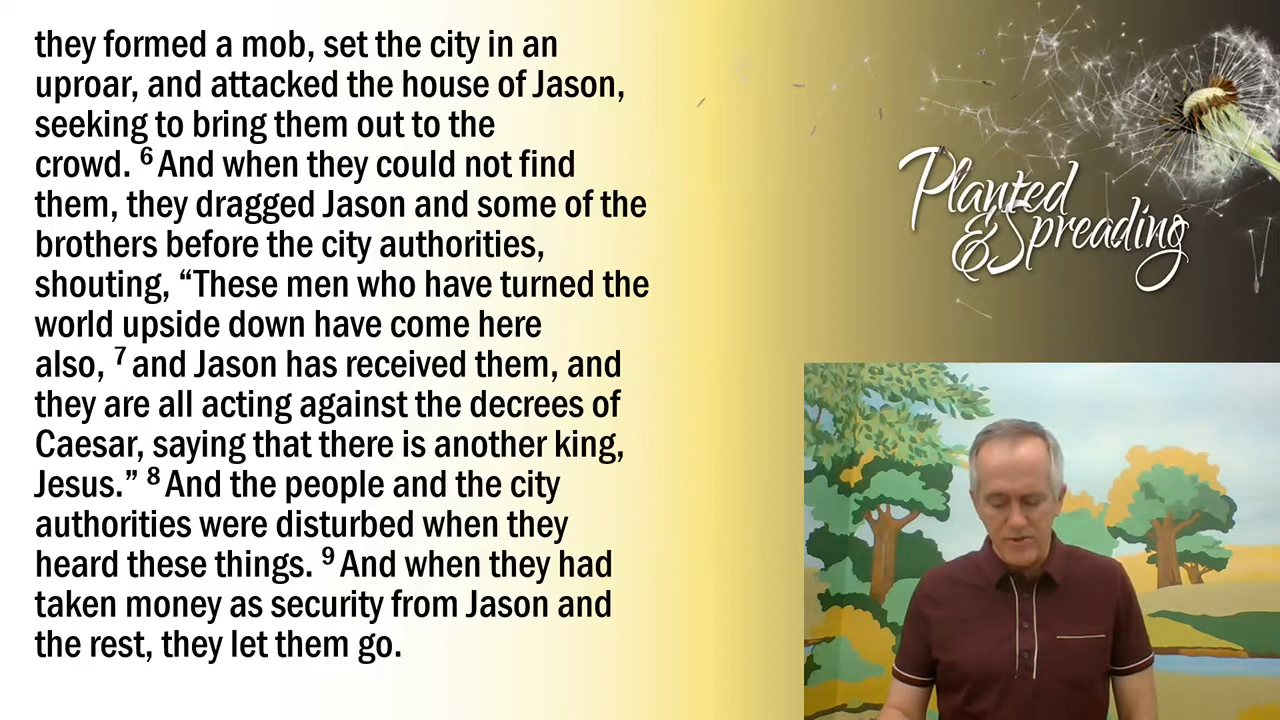 they formed a mob, set the city in an
uproar, and attacked the house of Jason,
seeking to bring them out to the
crowd. 6 And when they could not find
them, they dragged Jason and some of the
brothers before the city authorities,
shouting, “These men who have turned the
world upside down have come here
also, 7 and Jason has received them, and
they are all acting against the decrees of
Caesar, saying that there is another king,
Jesus.” 8 And the people and the city
authorities were disturbed when they
heard these things. 9 And when they had
taken money as security from Jason and
the rest, they let them go.
Planted
& Spreading